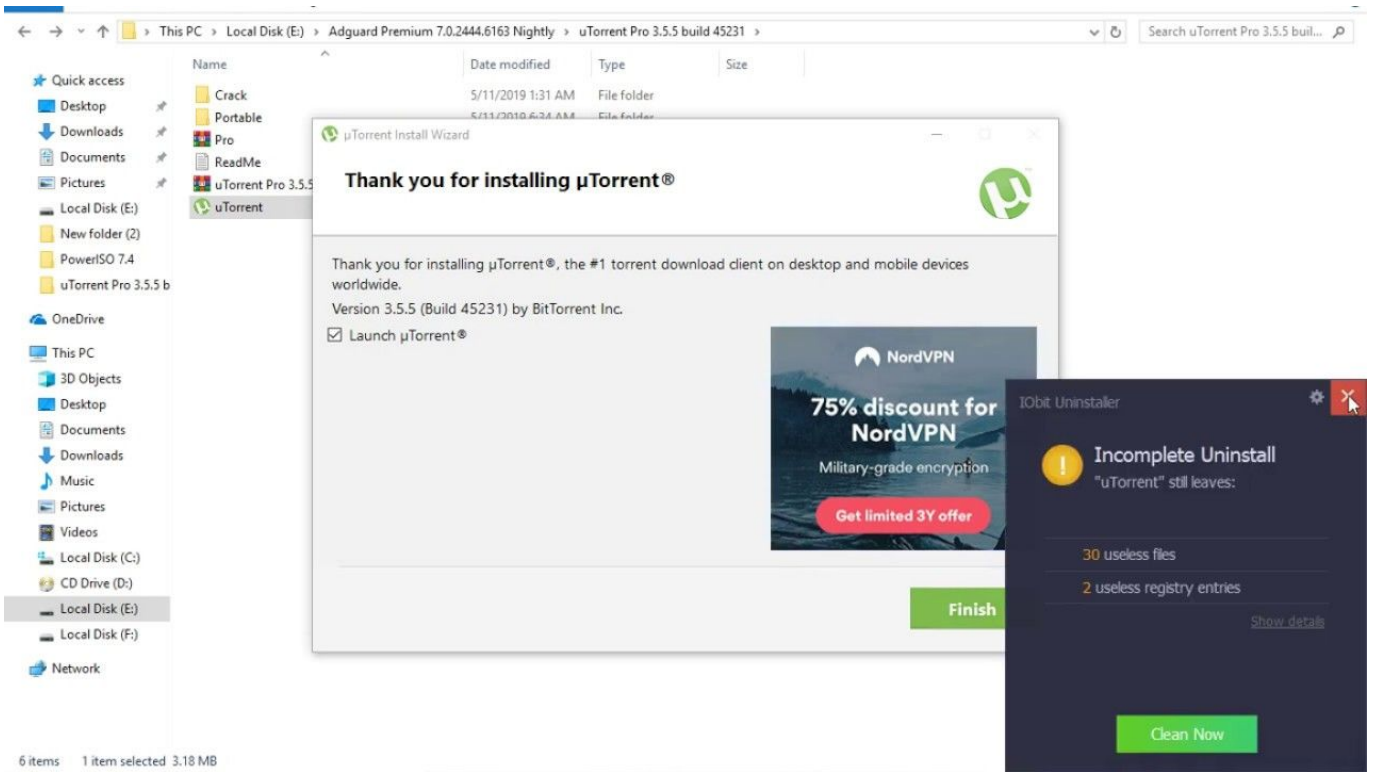 This PC › Local Disk (E:) › Adguard Premium 7.0.2444.6163 Nightly › uTorrent Pro 3.5.5 build 45231 ›
Search uTorrent Pro 3.5.5 buil...
Name Date modified Type Size
Quick access
Desktop
Downloads
Documents
Pictures
Local Disk (E:)
New folder (2)
PowerISO 7.4
uTorrent Pro 3.5.5 b
OneDrive
This PC
3D Objects
Desktop
Documents
Downloads
Music
Pictures
Videos
Local Disk (C:)
CD Drive (D:)
Local Disk (E:)
Local Disk (F:)
Network
Crack 5/11/2019 1:31 AM File folder
Portable 5/11/2019 6:34 AM File folder
Pro
ReadMe
uTorrent Pro 3.5.5
uTorrent
µTorrent Install Wizard
Thank you for installing µTorrent®
Thank you for installing µTorrent®, the #1 torrent download client on desktop and mobile devices
worldwide.
Version 3.5.5 (Build 45231) by BitTorrent Inc.
Launch µTorrent®
NordVPN
75% discount for
NordVPN
Military-grade encryption
Get limited 3Y offer
Finish
IObit Uninstaller
Incomplete Uninstall
"uTorrent" still leaves:
30 useless files
2 useless registry entries
Show details
Clean Now
6 items 1 item selected 3.18 MB